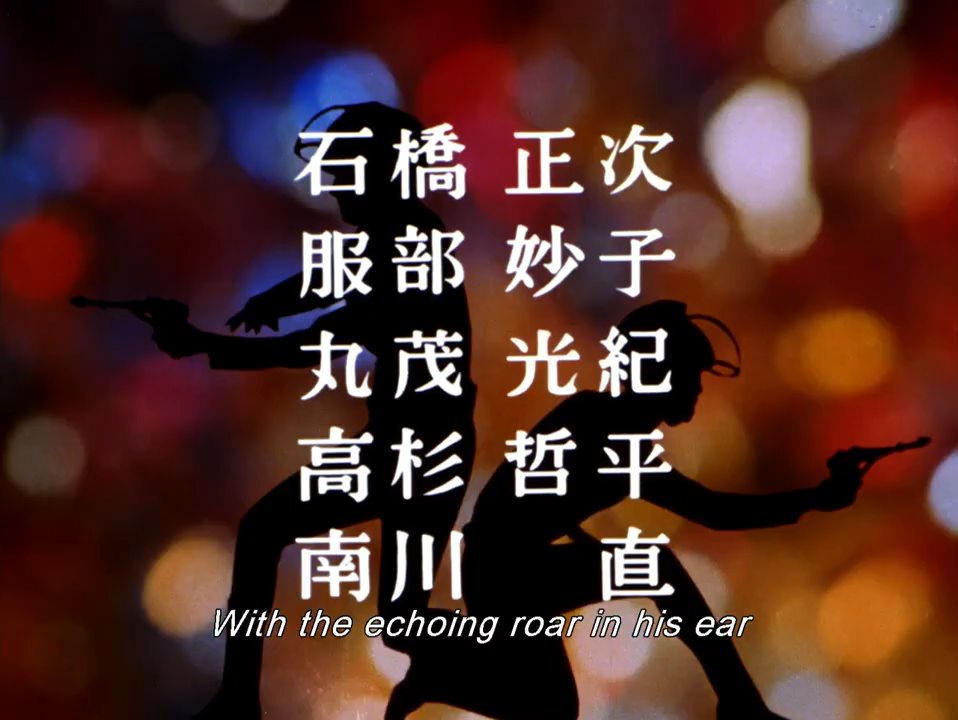 石橋 正次
服部 妙子
丸茂 光紀
高杉 哲平
南川 直
With the echoing roar in his ear